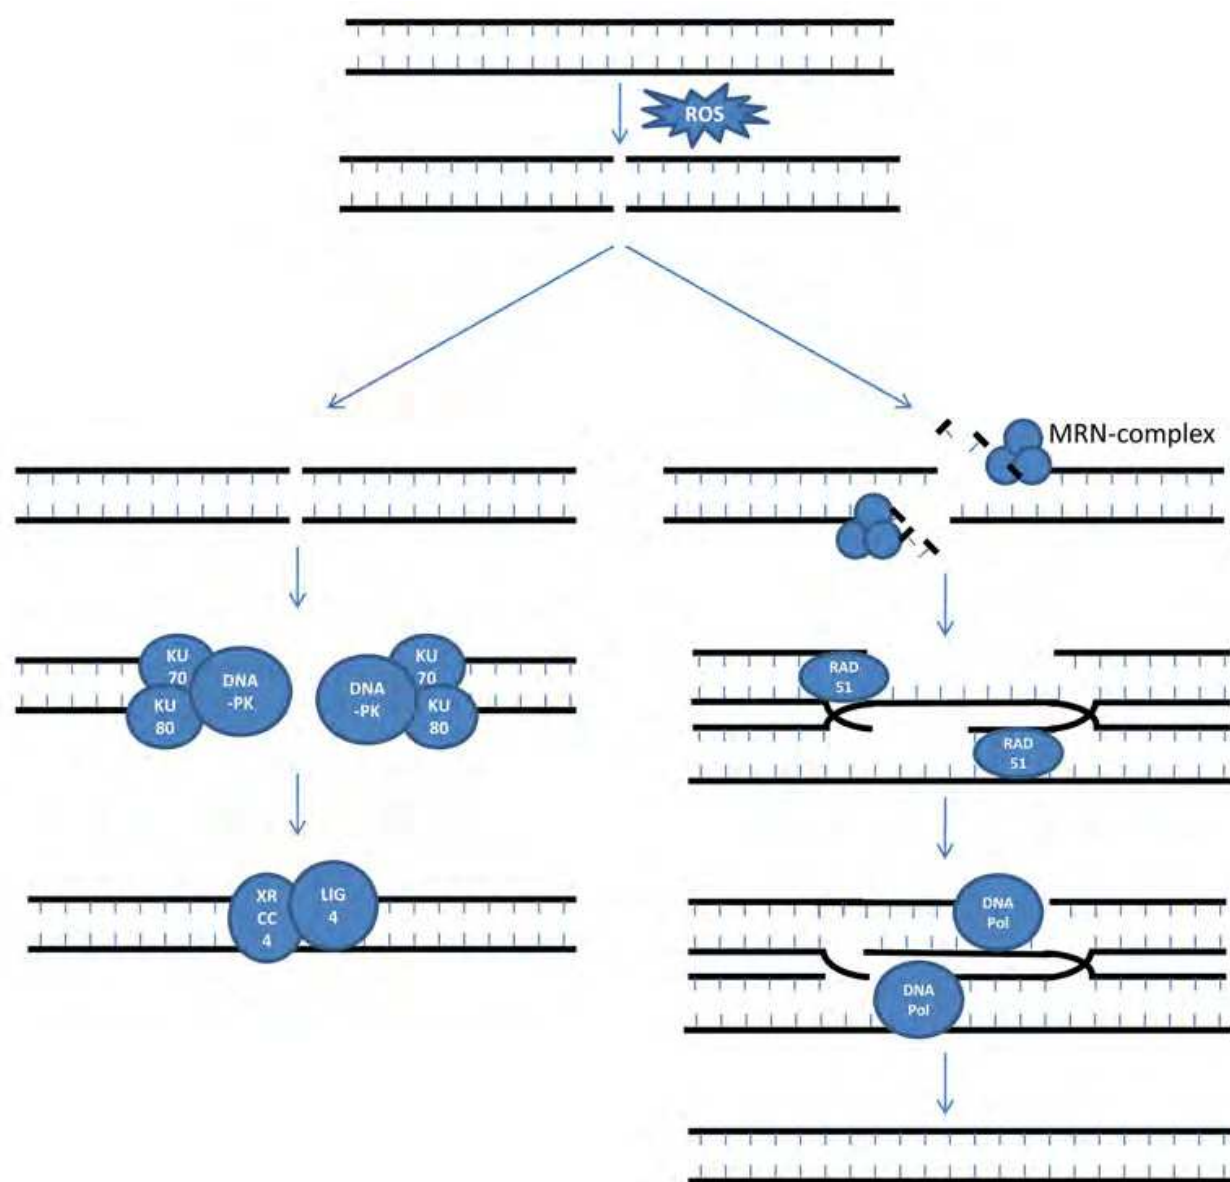 ROS
MRN-complex
KU
70
KU
80
DNA
-PK
DNA
-PK
KU
70
KU
80
RAD
51
RAD
51
XR
CC
4
LIG
4
DNA
Pol
DNA
Pol